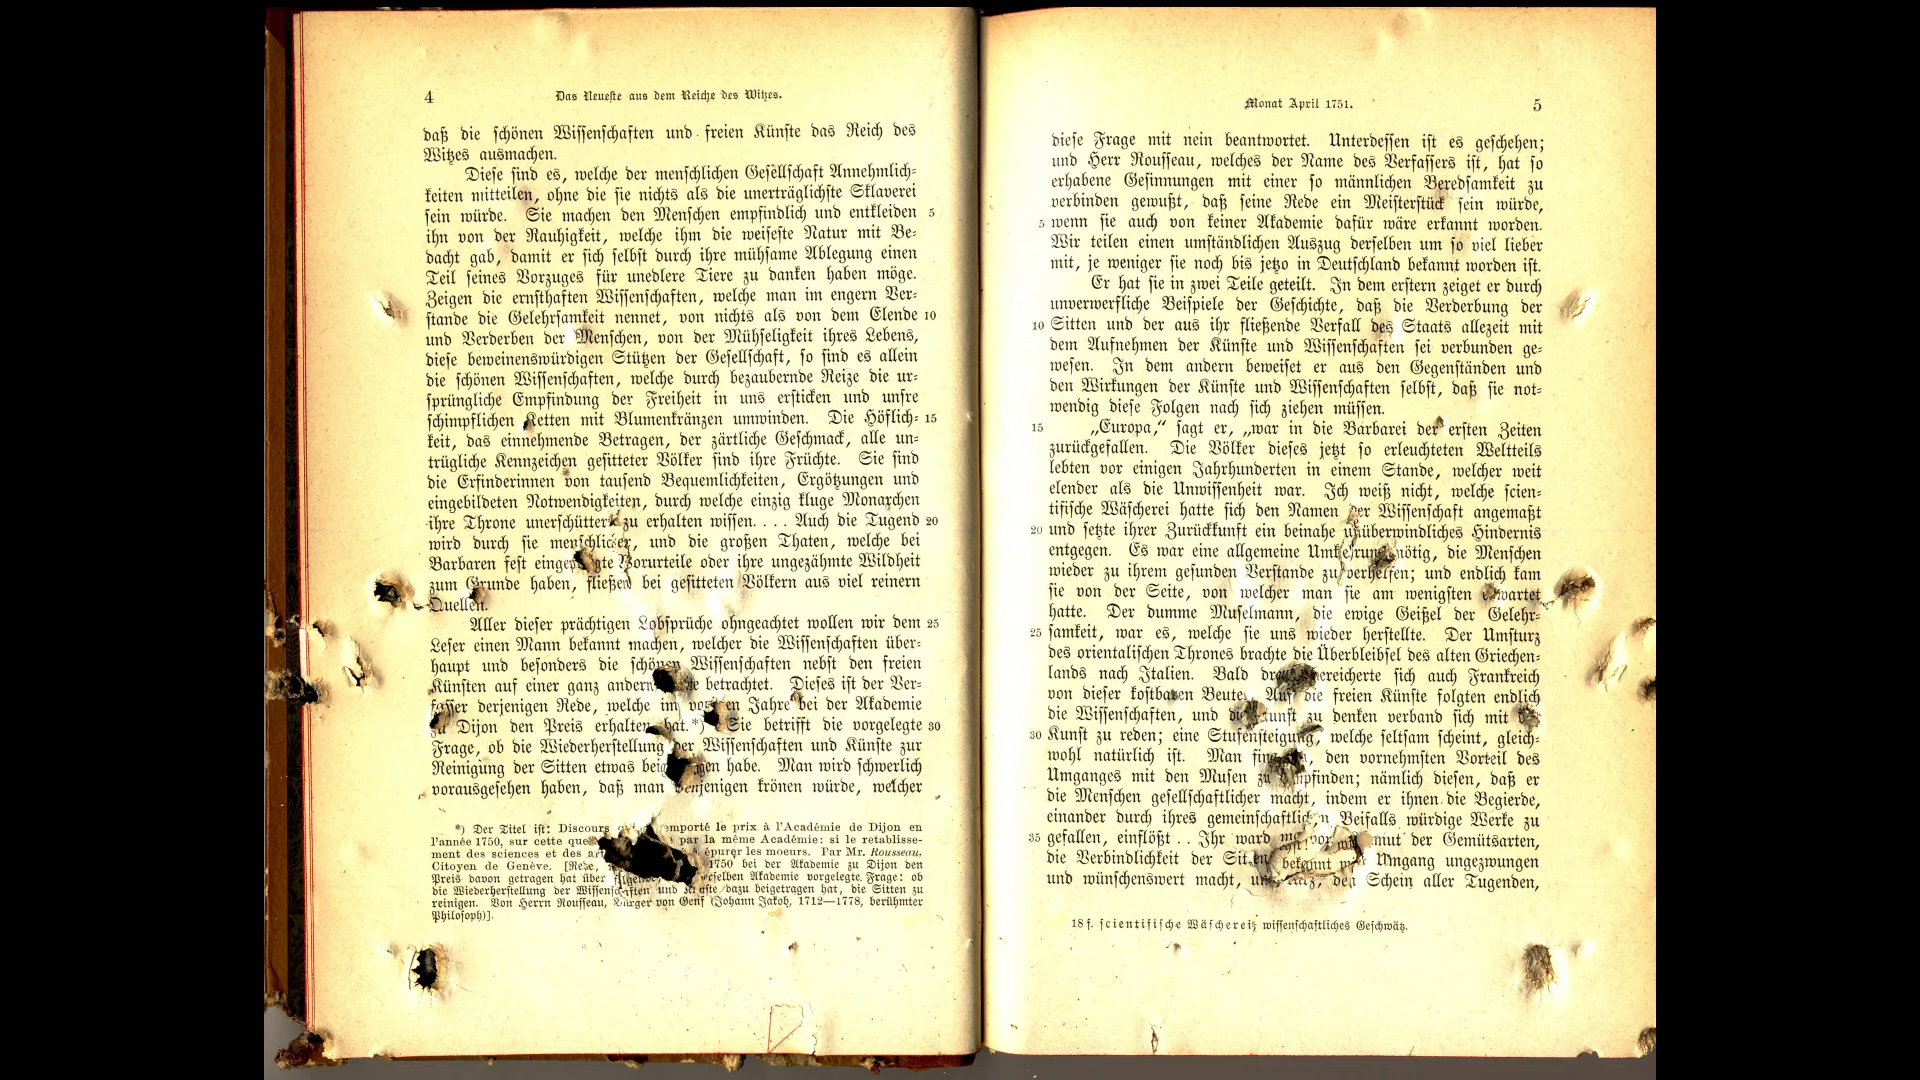 4
Das Neueste aus dem Reiche des Witzes.
daß die schönen Wissenschaften und freien Künste das Reich des
Witzes ausmachen.
Diese sind es, welche der menschlichen Gesellschaft Annehmlich-
keiten mitteilen, ohne die sie nichts als die unerträglichste Sklaverei
sein würde. Sie machen den Menschen empfindlich und entkleiden 5
ihn von der Rauhigkeit, welche ihm die weiseste Natur mit Be-
dacht gab, damit er sich selbst durch ihre mühsame Ablegung einen
Teil seines Vorzuges für unedlere Tiere zu danken haben möge.
Zeigen die ernsthaften Wissenschaften, welche man im engern Ver-
stande die Gelehrsamkeit nennet, von nichts als von dem Elende 10
und Verderben der Menschen, von der Mühseligkeit ihres Lebens,
diese beweinenswürdigen Stützen der Gesellschaft, so sind es allein
die schönen Wissenschaften, welche durch bezaubernde Reize die ur-
sprüngliche Empfindung der Freiheit in uns ersticken und unsre
schimpflichen Ketten mit Blumenkränzen umwinden. Die Höflich- 15
keit, das einnehmende Betragen, der zärtliche Geschmack, alle un-
trügliche Kennzeichen gesitteter Völker sind ihre Früchte. Sie sind
die Erfinderinnen von tausend Bequemlichkeiten, Ergötzungen und
eingebildeten Notwendigkeiten, durch welche einzig kluge Monarchen
ihre Throne unerschüttert zu erhalten wissen. . . . Auch die Tugend 20
wird durch sie menschlicher, und die großen Thaten, welche bei
Barbaren fest Vorurteile oder ihre ungezähmte Wildheit
zum Grunde haben, fließen bei gesitteten Völkern aus viel reinern
Quellen.
Aller dieser prächtigen Lobsprüche ohngeachtet wollen wir dem 25
Leser einen Mann bekannt machen, welcher die Wissenschaften über-
haupt und besonders die schönen Wissenschaften nebst den freien
Künsten auf einer ganz andern betrachtet. Dieses ist der Ver-
fasser derjenigen Rede, welche im Jahre bei der Akademie
zu Dijon den Preis erhalten hat.*) Sie betrifft die vorgelegte 30
Frage, ob die Wiederherstellung der Wissenschaften und Künste zur
Reinigung der Sitten etwas habe. Man wird schwerlich
vorausgesehen haben, daß man denjenigen krönen würde, welcher
*) Der Titel ist: Discours remporté le prix à l'Académie de Dijon en
l'année 1750, sur cette par la même Académie: si le retablisse-
ment des sciences et des épurer les moeurs. Par Mr. Rousseau,
Citoyen de Genève. [Rede, 1750 bei der Akademie zu Dijon den
Preis davon getragen hat über derselben Akademie vorgelegte Frage: ob
die Wiederherstellung der Wissenschaften und Künste dazu beigetragen hat, die Sitten zu
reinigen. Von Herrn Rousseau, Bürger von Genf (Johann Jakob, 1712—1778, berühmter
Philosoph)].
Monat April 1751.
5
diese Frage mit nein beantwortet. Unterdessen ist es geschehen;
und Herr Rousseau, welches der Name des Verfassers ist, hat so
erhabene Gesinnungen mit einer so männlichen Beredsamkeit zu
verbinden gewußt, daß seine Rede ein Meisterstück sein würde,
5 wenn sie auch von keiner Akademie dafür wäre erkannt worden.
Wir teilen einen umständlichen Auszug derselben um so viel lieber
mit, je weniger sie noch bis jetzo in Deutschland bekannt worden ist.
Er hat sie in zwei Teile geteilt. In dem erstern zeiget er durch
unverwerfliche Beispiele der Geschichte, daß die Verderbung der
10 Sitten und der aus ihr fließende Verfall des Staats allezeit mit
dem Aufnehmen der Künste und Wissenschaften sei verbunden ge-
wesen. In dem andern beweiset er aus den Gegenständen und
den Wirkungen der Künste und Wissenschaften selbst, daß sie not-
wendig diese Folgen nach sich ziehen müssen.
15 „Europa,“ sagt er, „war in die Barbarei der ersten Zeiten
zurückgefallen. Die Völker dieses jetzt so erleuchteten Weltteils
lebten vor einigen Jahrhunderten in einem Stande, welcher weit
elender als die Unwissenheit war. Ich weiß nicht, welche scien-
tifische Wäscherei hatte sich den Namen der Wissenschaft angemaßt
20 und setzte ihrer Zurückkunft ein beinahe unüberwindliches Hindernis
entgegen. Es war eine allgemeine Umkehrung nötig, die Menschen
wieder zu ihrem gesunden Verstande zu verhelfen; und endlich kam
sie von der Seite, von welcher man sie am wenigsten erwartet
hatte. Der dumme Muselmann, die ewige Geißel der Gelehr-
25 samkeit, war es, welche sie uns wieder herstellte. Der Umsturz
des orientalischen Thrones brachte die Überbleibsel des alten Griechen-
lands nach Italien. Bald bereicherte sich auch Frankreich
von dieser kostbaren Beute. Auf die freien Künste folgten endlich
die Wissenschaften, und die Kunst zu denken verband sich mit der
30 Kunst zu reden; eine Stufensteigung, welche seltsam scheint, gleich-
wohl natürlich ist. Man den vornehmsten Vorteil des
Umganges mit den Musen zu empfinden; nämlich diesen, daß er
die Menschen gesellschaftlicher macht, indem er ihnen die Begierde,
einander durch ihres gemeinschaftlichen Beifalls würdige Werke zu
35 gefallen, einflößt . . Ihr ward der Gemütsarten,
die Verbindlichkeit der Sitten bekannt Umgang ungezwungen
und wünschenswert macht, den Schein aller Tugenden,
18 f. scientifische Wäscherei, wissenschaftliches Geschwätz.